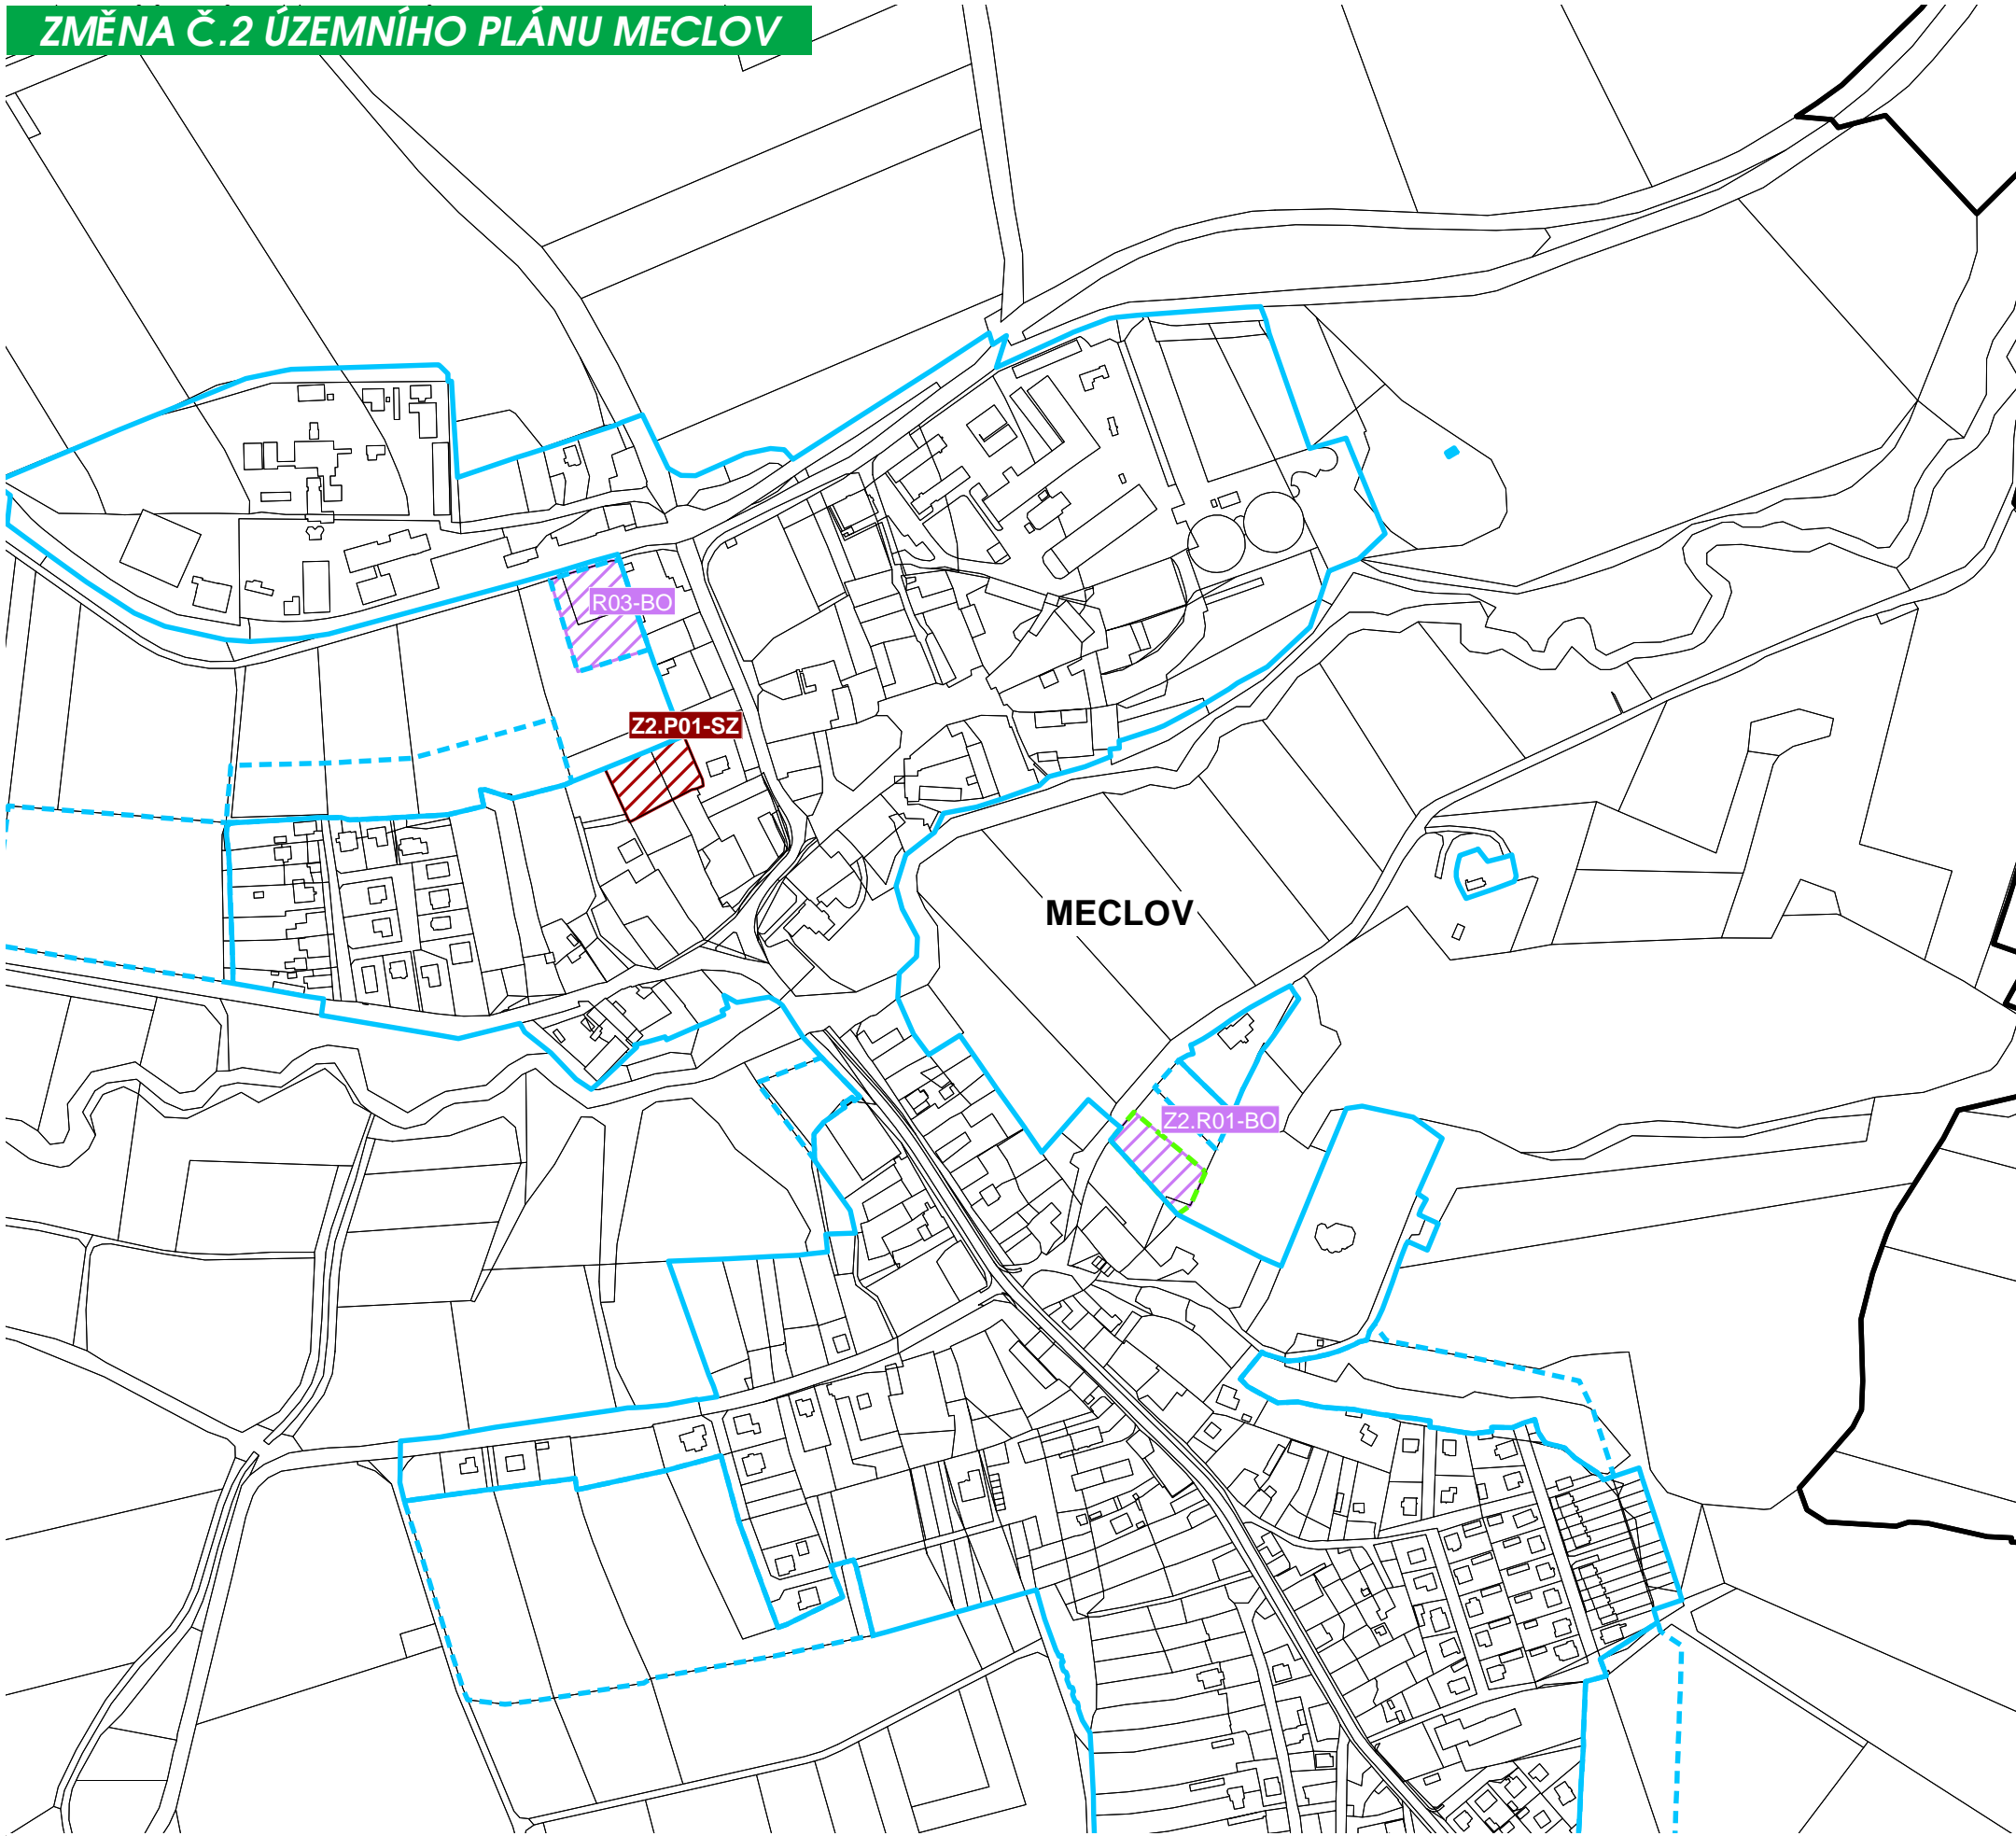 ZMĚNA Č.2 ÚZEMNÍHO PLÁNU MECLOV
R03-BO
Z2.P01-SZ
MECLOV
Z2.R01-BO